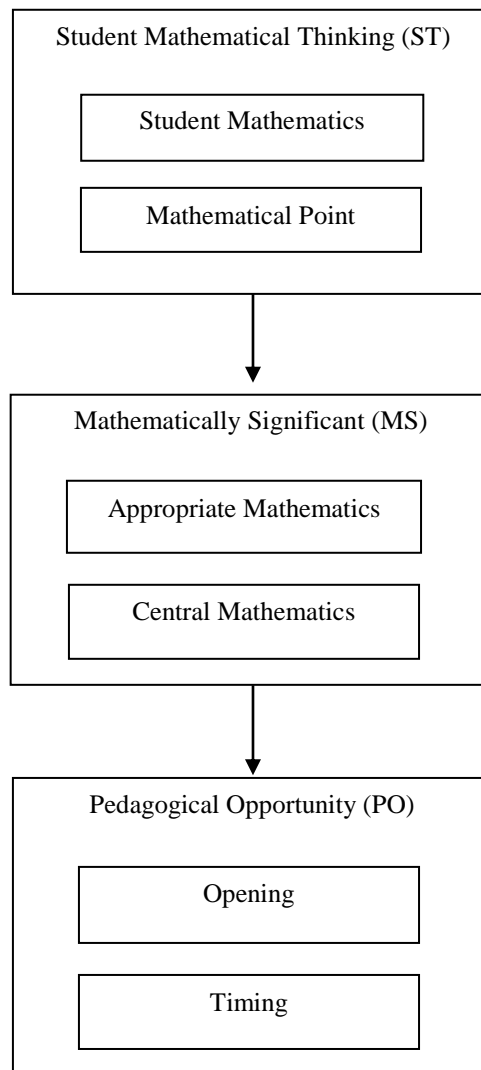 Student Mathematical Thinking (ST)
Student Mathematics
Mathematical Point
Mathematically Significant (MS)
Appropriate Mathematics
Central Mathematics
Pedagogical Opportunity (PO)
Opening
Timing